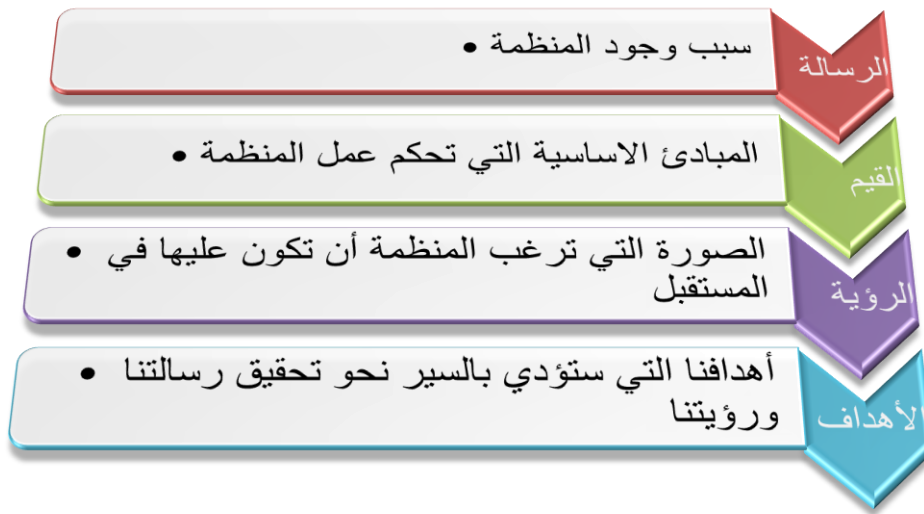 الرسالة
سبب وجود المنظمة •
القيم
المبادئ الاساسية التي تحكم عمل المنظمة •
الرؤية
الصورة التي ترغب المنظمة أن تكون عليها في •
المستقبل
الأهداف
أهدافنا التي ستؤدي بالسير نحو تحقيق رسالتنا •
ورؤيتنا